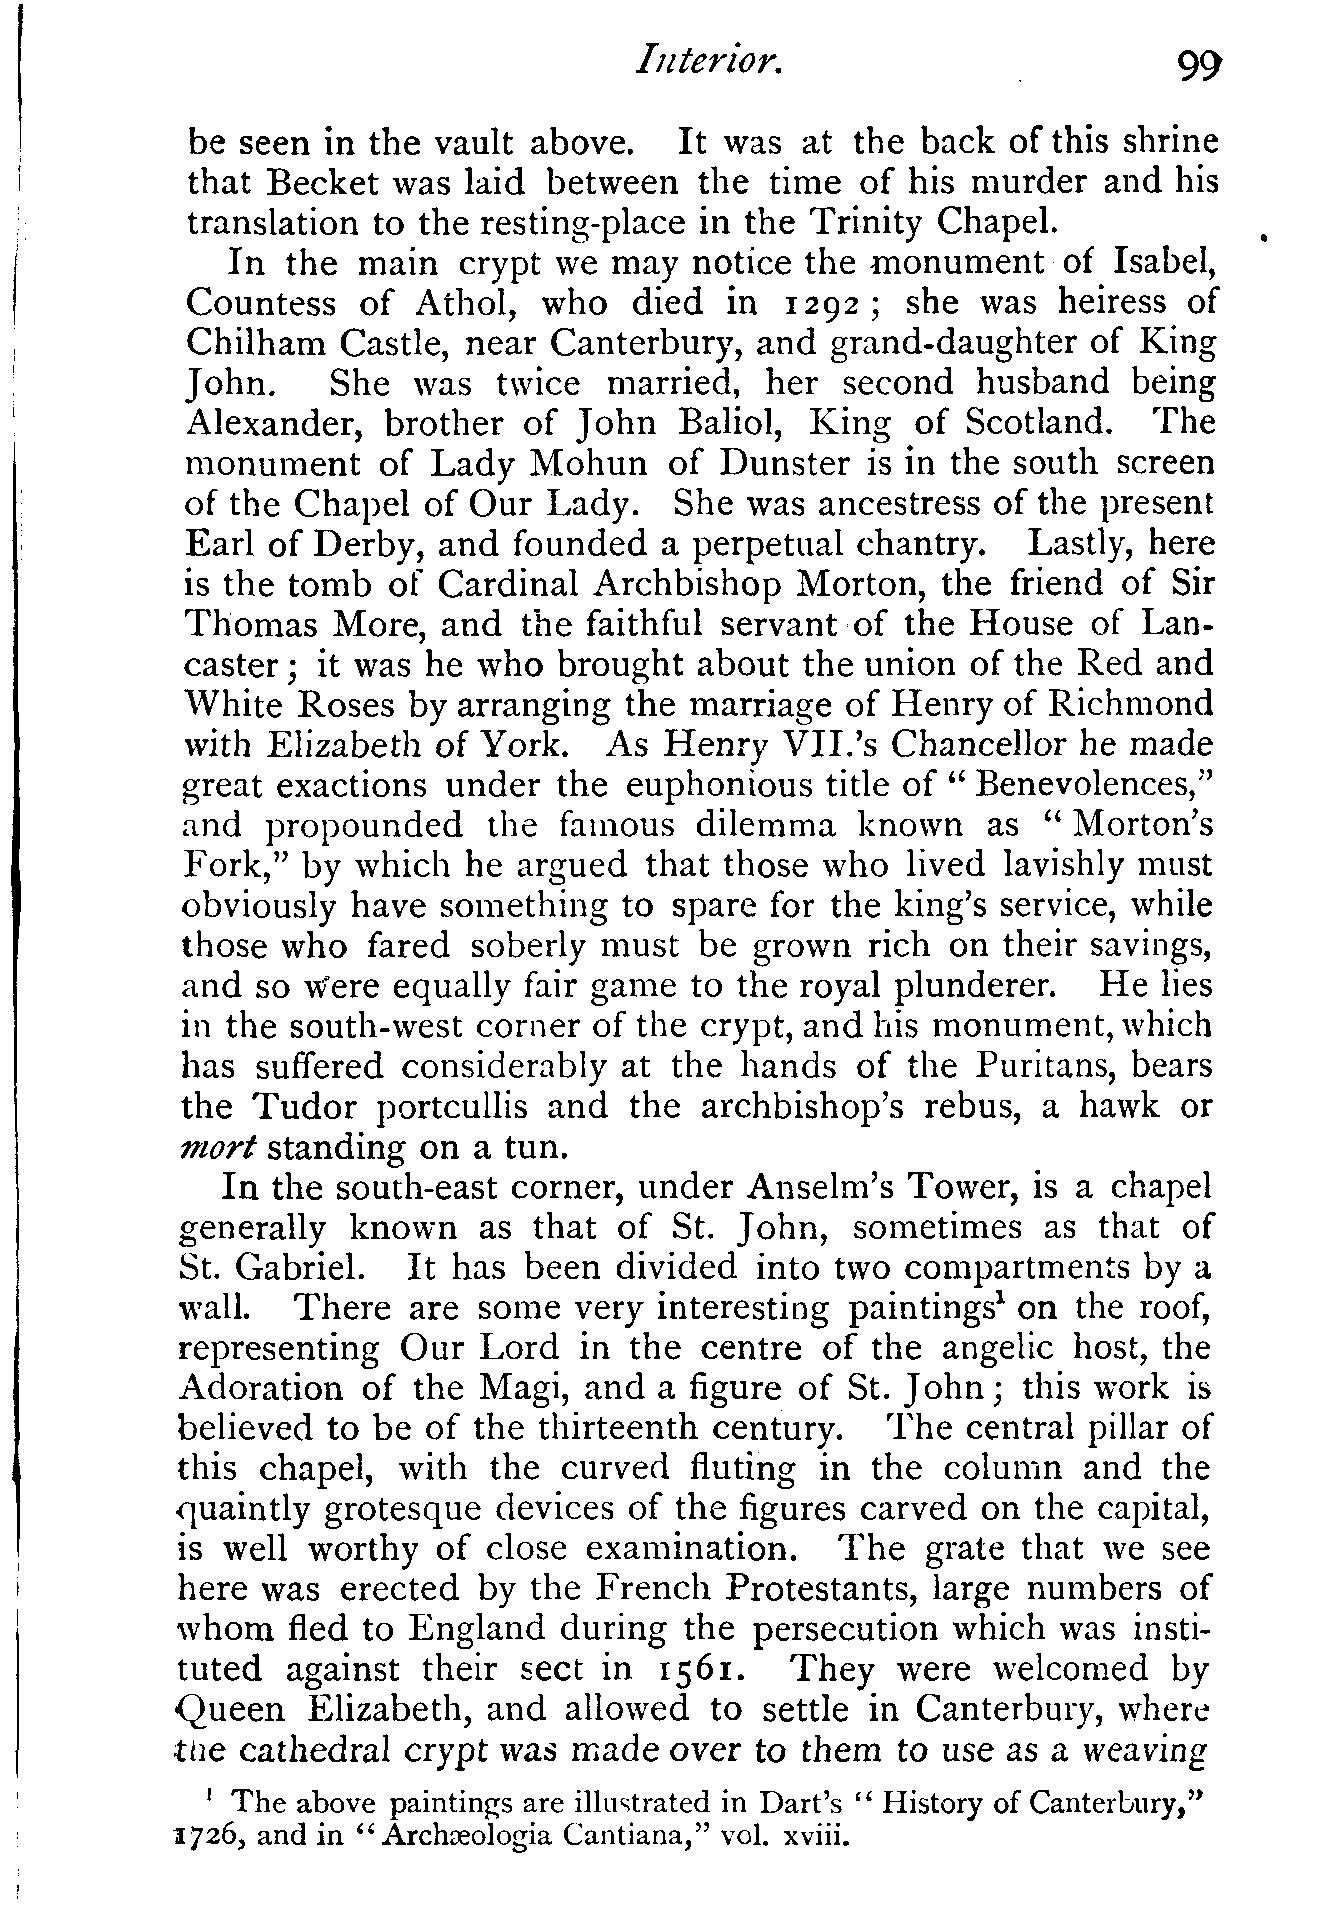 Interior. 99
be seen in the vault above. It was at the back of this shrine
that Becket was laid between the time of his murder and his
translation to the resting-place in the Trinity Chapel.
In the main crypt we may notice the monument of Isabel,
Countess of Athol, who died in 1292 ; she was heiress of
Chilham Castle, near Canterbury, and grand-daughter of King
John. She was twice married, her second husband being
Alexander, brother of John Baliol, King of Scotland. The
monument of Lady Mohun of Dunster is in the south screen
of the Chapel of Our Lady. She was ancestress of the present
Earl of Derby, and founded a perpetual chantry. Lastly, here
is the tomb of Cardinal Archbishop Morton, the friend of Sir
Thomas More, and the faithful servant of the House of Lan-
caster ; it was he who brought about the union of the Red and
White Roses by arranging the marriage of Henry of Richmond
with Elizabeth of York. As Henry VII.'s Chancellor he made
great exactions under the euphonious title of " Benevolences,"
and propounded the famous dilemma known as " Morton's
Fork," by which he argued that those who lived lavishly must
obviously have something to spare for the king's service, while
those who fared soberly must be grown rich on their savings,
and so were equally fair game to the royal plunderer. He lies
in the south-west corner of the crypt, and his monument, which
has suffered considerably at the hands of the Puritans, bears
the Tudor portcullis and the archbishop's rebus, a hawk or
mort standing on a tun.
In the south-east corner, under Anselm's Tower, is a chapel
generally known as that of St. John, sometimes as that of
St. Gabriel. It has been divided into two compartments by a
wall. There are some very interesting paintings¹ on the roof,
representing Our Lord in the centre of the angelic host, the
Adoration of the Magi, and a figure of St. John ; this work is
believed to be of the thirteenth century. The central pillar of
this chapel, with the curved fluting in the column and the
quaintly grotesque devices of the figures carved on the capital,
is well worthy of close examination. The grate that we see
here was erected by the French Protestants, large numbers of
whom fled to England during the persecution which was insti-
tuted against their sect in 1561. They were welcomed by
Queen Elizabeth, and allowed to settle in Canterbury, where
the cathedral crypt was made over to them to use as a weaving
¹ The above paintings are illustrated in Dart's " History of Canterbury,"
1726, and in " Archæologia Cantiana," vol. xviii.